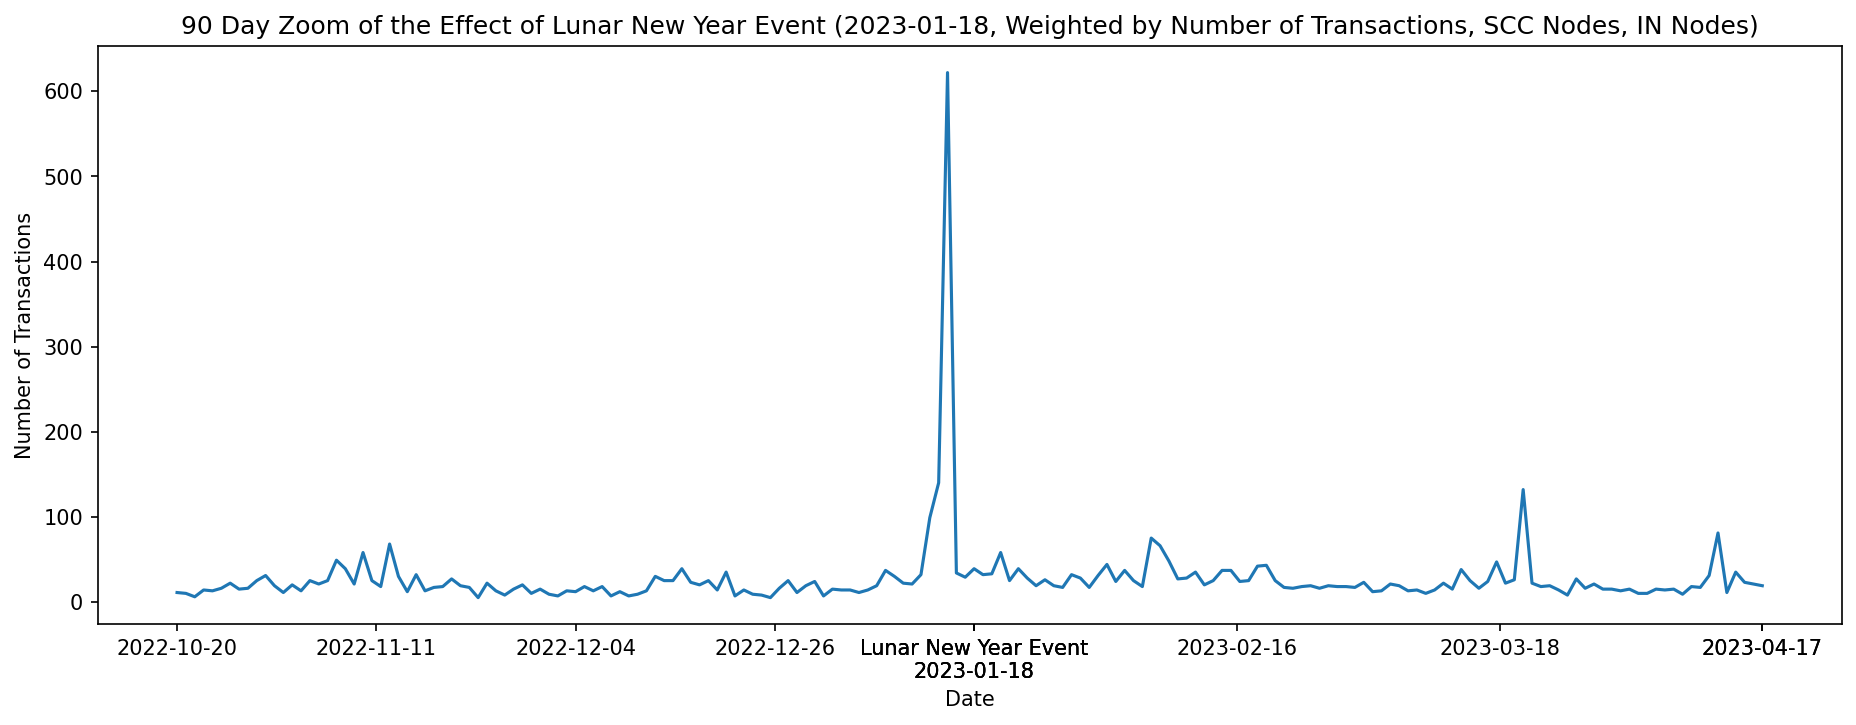 90 Day Zoom of the Effect of Lunar New Year Event (2023-01-18, Weighted by Number of Transactions, SCC Nodes, IN Nodes)
Number of Transactions
600
500
400
300
200
100
0
2022-10-20 2022-11-11 2022-12-04 2022-12-26 Lunar New Year Event 2023-02-16 2023-03-18 2023-04-17
2023-01-18
Date